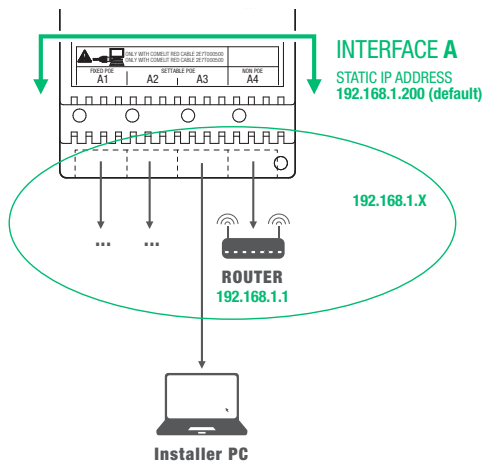 ONLY WITH COMELIT RED CABLE 2E7T000500
ONLY WITH COMELIT RED CABLE 2E7T000500
FIXED POE
SETTABLE POE
NON POE
A1
A2
A3
A4
INTERFACE A
STATIC IP ADDRESS
192.168.1.200 (default)
192.168.1.X
...
...
ROUTER
192.168.1.1
Installer PC